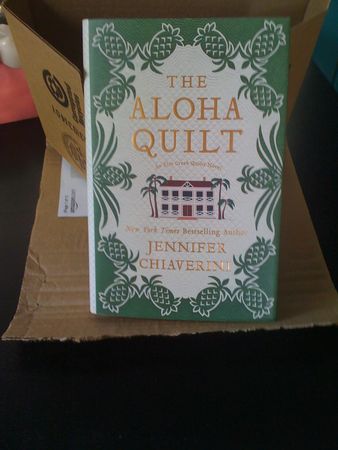 THE
ALOHA
QUILT
An Elm Creek Quilts Novel
New York Times Bestselling Author
JENNIFER
CHIAVERINI